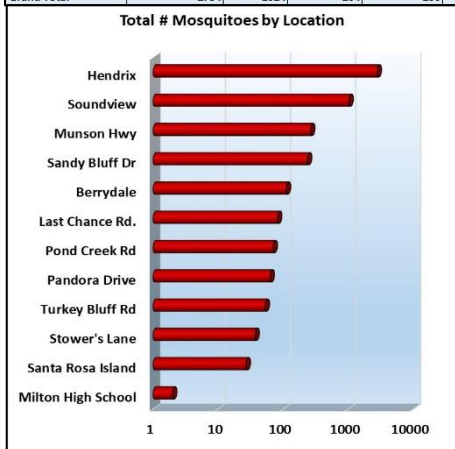 Total # Mosquitoes by Location
Hendrix
Soundview
Munson Hwy
Sandy Bluff Dr
Berrydale
Last Chance Rd.
Pond Creek Rd
Pandora Drive
Turkey Bluff Rd
Stower's Lane
Santa Rosa Island
Milton High School
1 10 100 1000 10000